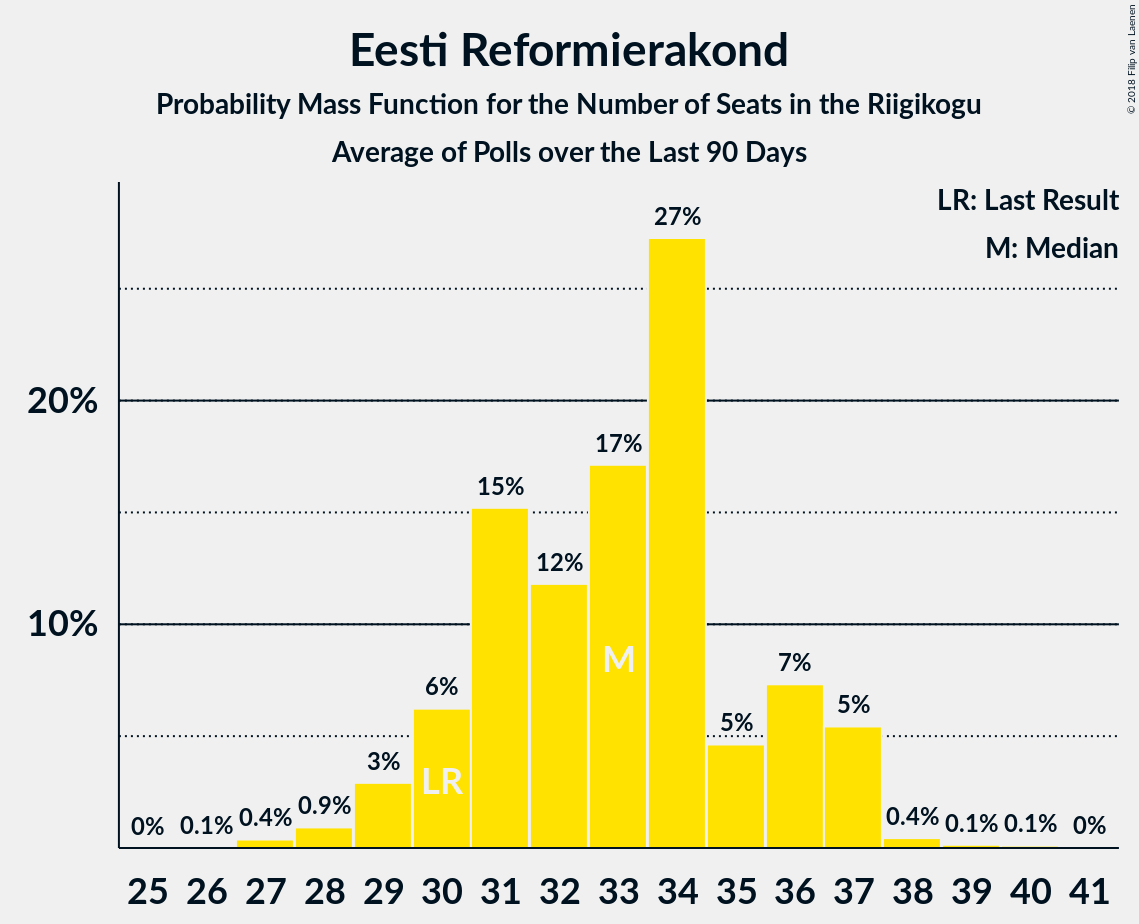 Eesti Reformierakond
Probability Mass Function for the Number of Seats in the Riigikogu
Average of Polls over the Last 90 Days
© 2018 Filip van Laenen
LR: Last Result
M: Median
27%
20%
17%
15%
12%
10%
M
7%
6%
5%
5%
3%
LR
0.9%
0.4%
0.4%
0% 0.1% 0.1% 0.1% 0%
25 26 27 28 29 30 31 32 33 34 35 36 37 38 39 40 41